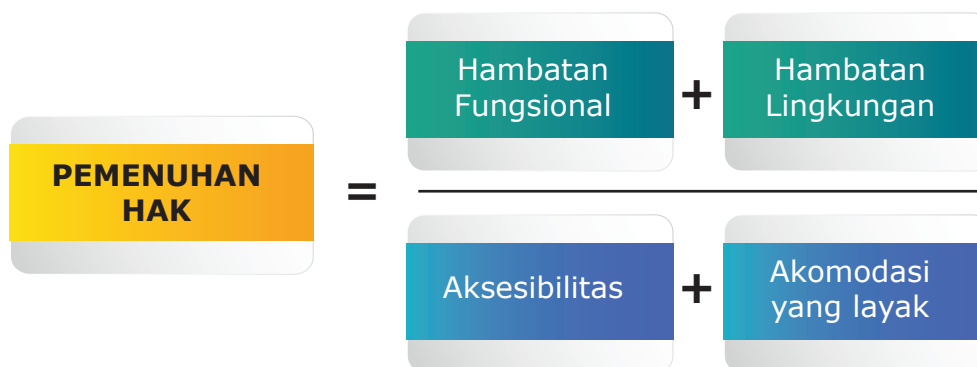 PEMENUHAN
HAK
=
Hambatan
Fungsional
+
Hambatan
Lingkungan
Aksesibilitas
+
Akomodasi
yang layak